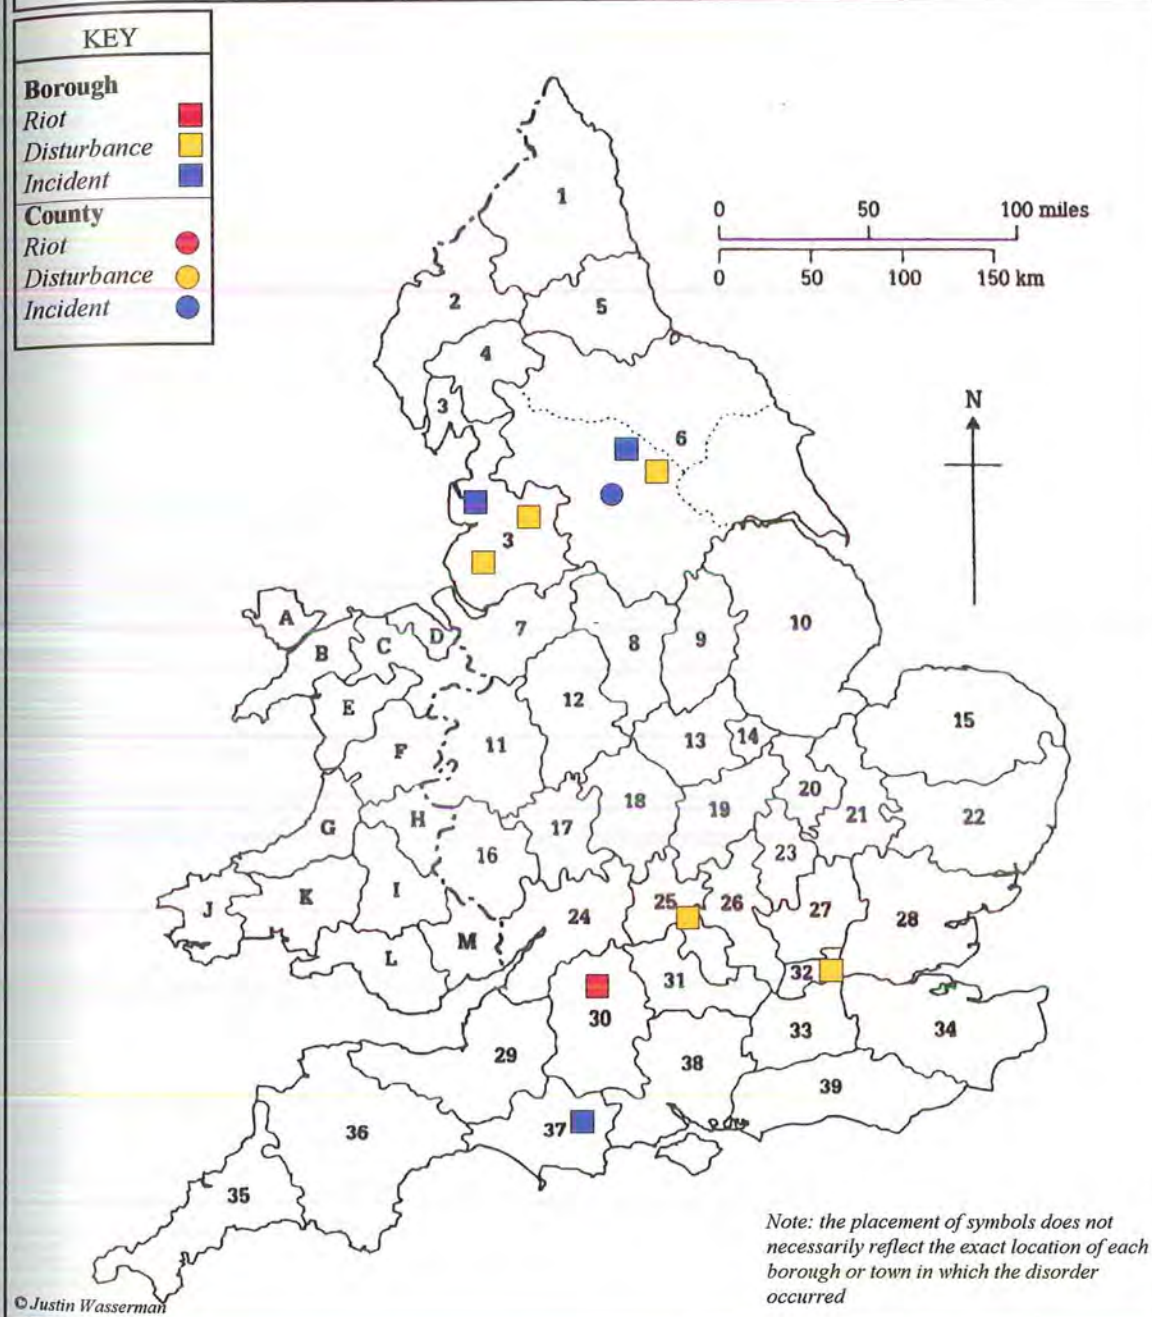 KEY
Borough
Riot
Disturbance
Incident
County
Riot
Disturbance
Incident
0 50 100 miles
0 50 100 150 km
N
1
2
5
4
3
6
3
A
B
C
D
7
8
9
10
E
12
15
F
11
13
14
G
H
18
19
20
21
22
17
16
23
J
K
I
24
25
26
27
28
L
M
32
31
30
33
34
29
38
39
36
37
35
Note: the placement of symbols does not
necessarily reflect the exact location of each
borough or town in which the disorder
occurred
© Justin Wasserman